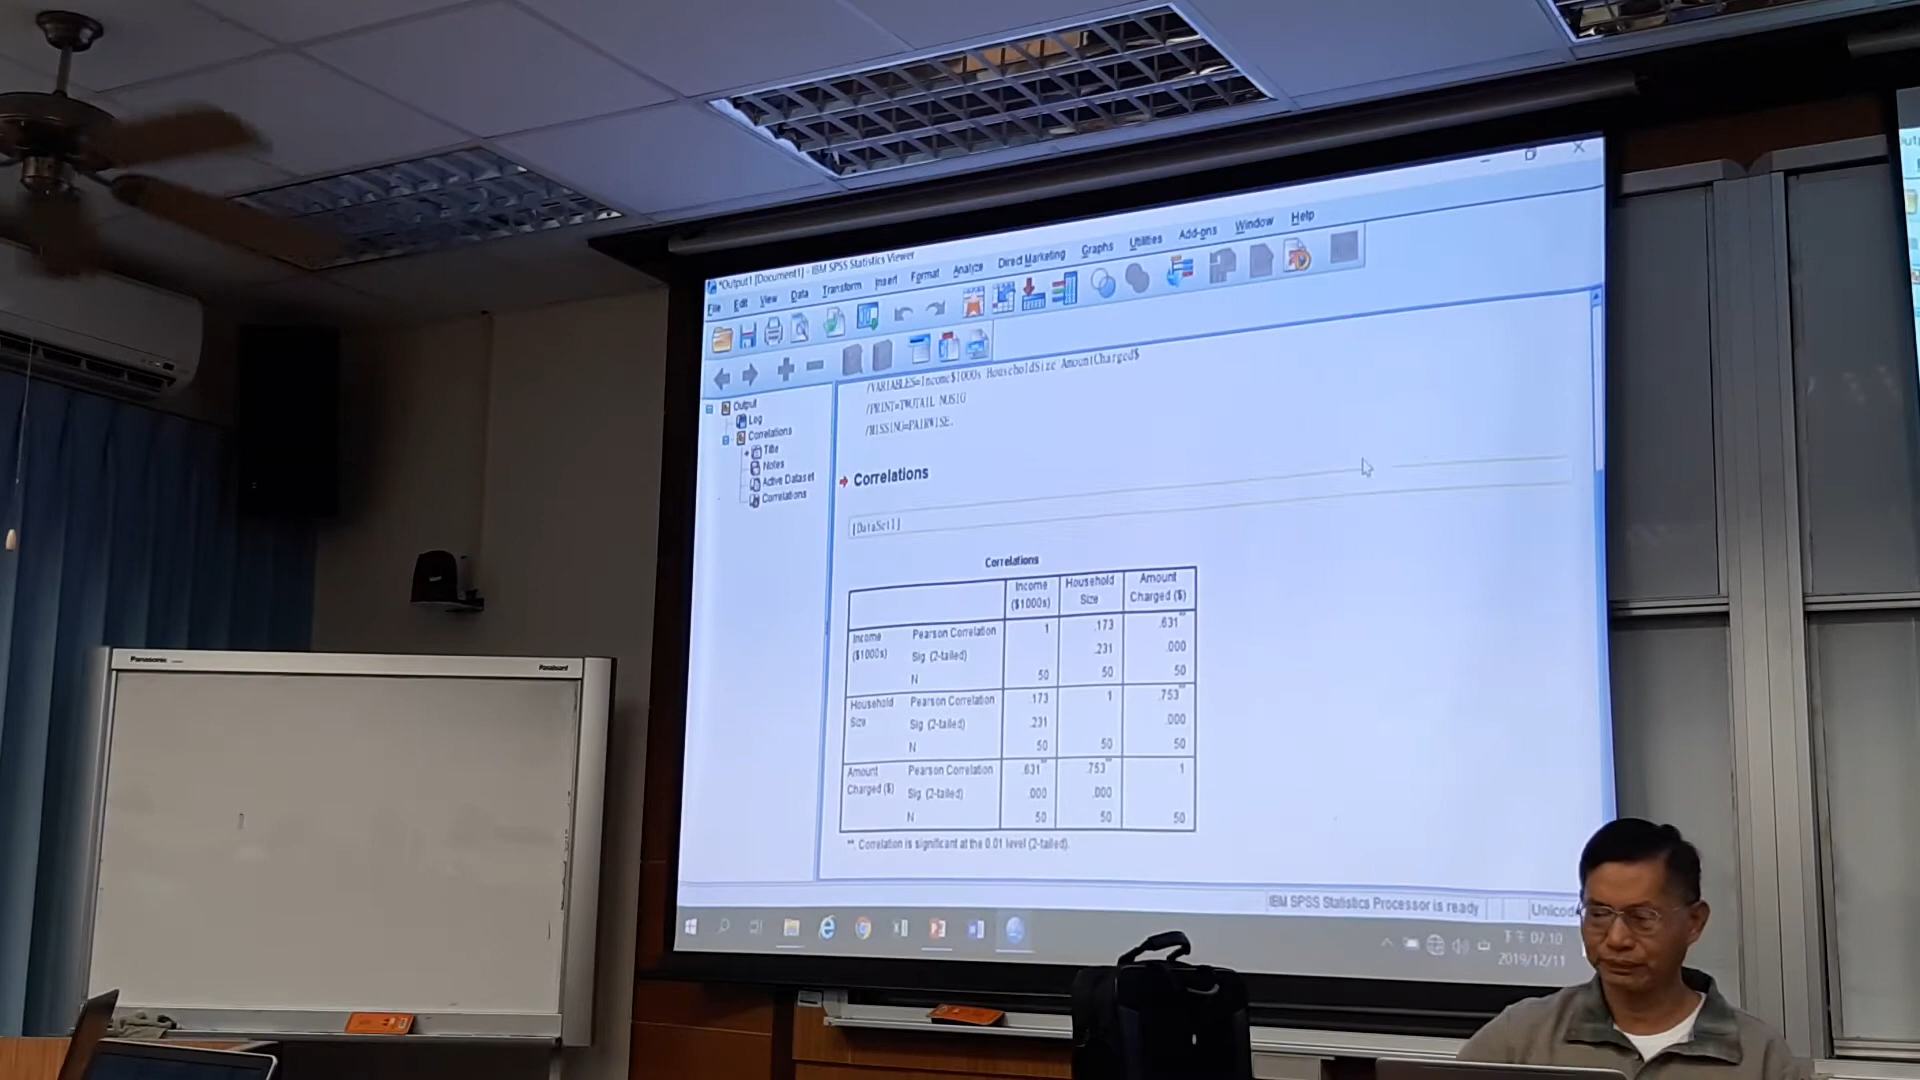 *Output1 [Document1] - IBM SPSS Statistics Viewer
File Edit View Data Transform Insert Format Analyze Direct Marketing Graphs Utilities Add-ons Window Help
Output
Log
Correlations
Title
Notes
Active Dataset
Correlations
/VARIABLES=Income$1000s HouseholdSize AmountCharged$
/PRINT=TWOTAIL NOSIG
/MISSING=PAIRWISE.
Correlations
[DataSet1]
Correlations
Income ($1000s) Household Size Amount Charged ($)
Income ($1000s) Pearson Correlation 1 .173 .631**
Sig. (2-tailed) .231 .000
N 50 50 50
Household Size Pearson Correlation .173 1 .753**
Sig. (2-tailed) .231 .000
N 50 50 50
Amount Charged ($) Pearson Correlation .631** .753** 1
Sig. (2-tailed) .000 .000
N 50 50 50
**. Correlation is significant at the 0.01 level (2-tailed).
IBM SPSS Statistics Processor is ready
下午 07:10
2019/12/11
Panasonic
Panaboard